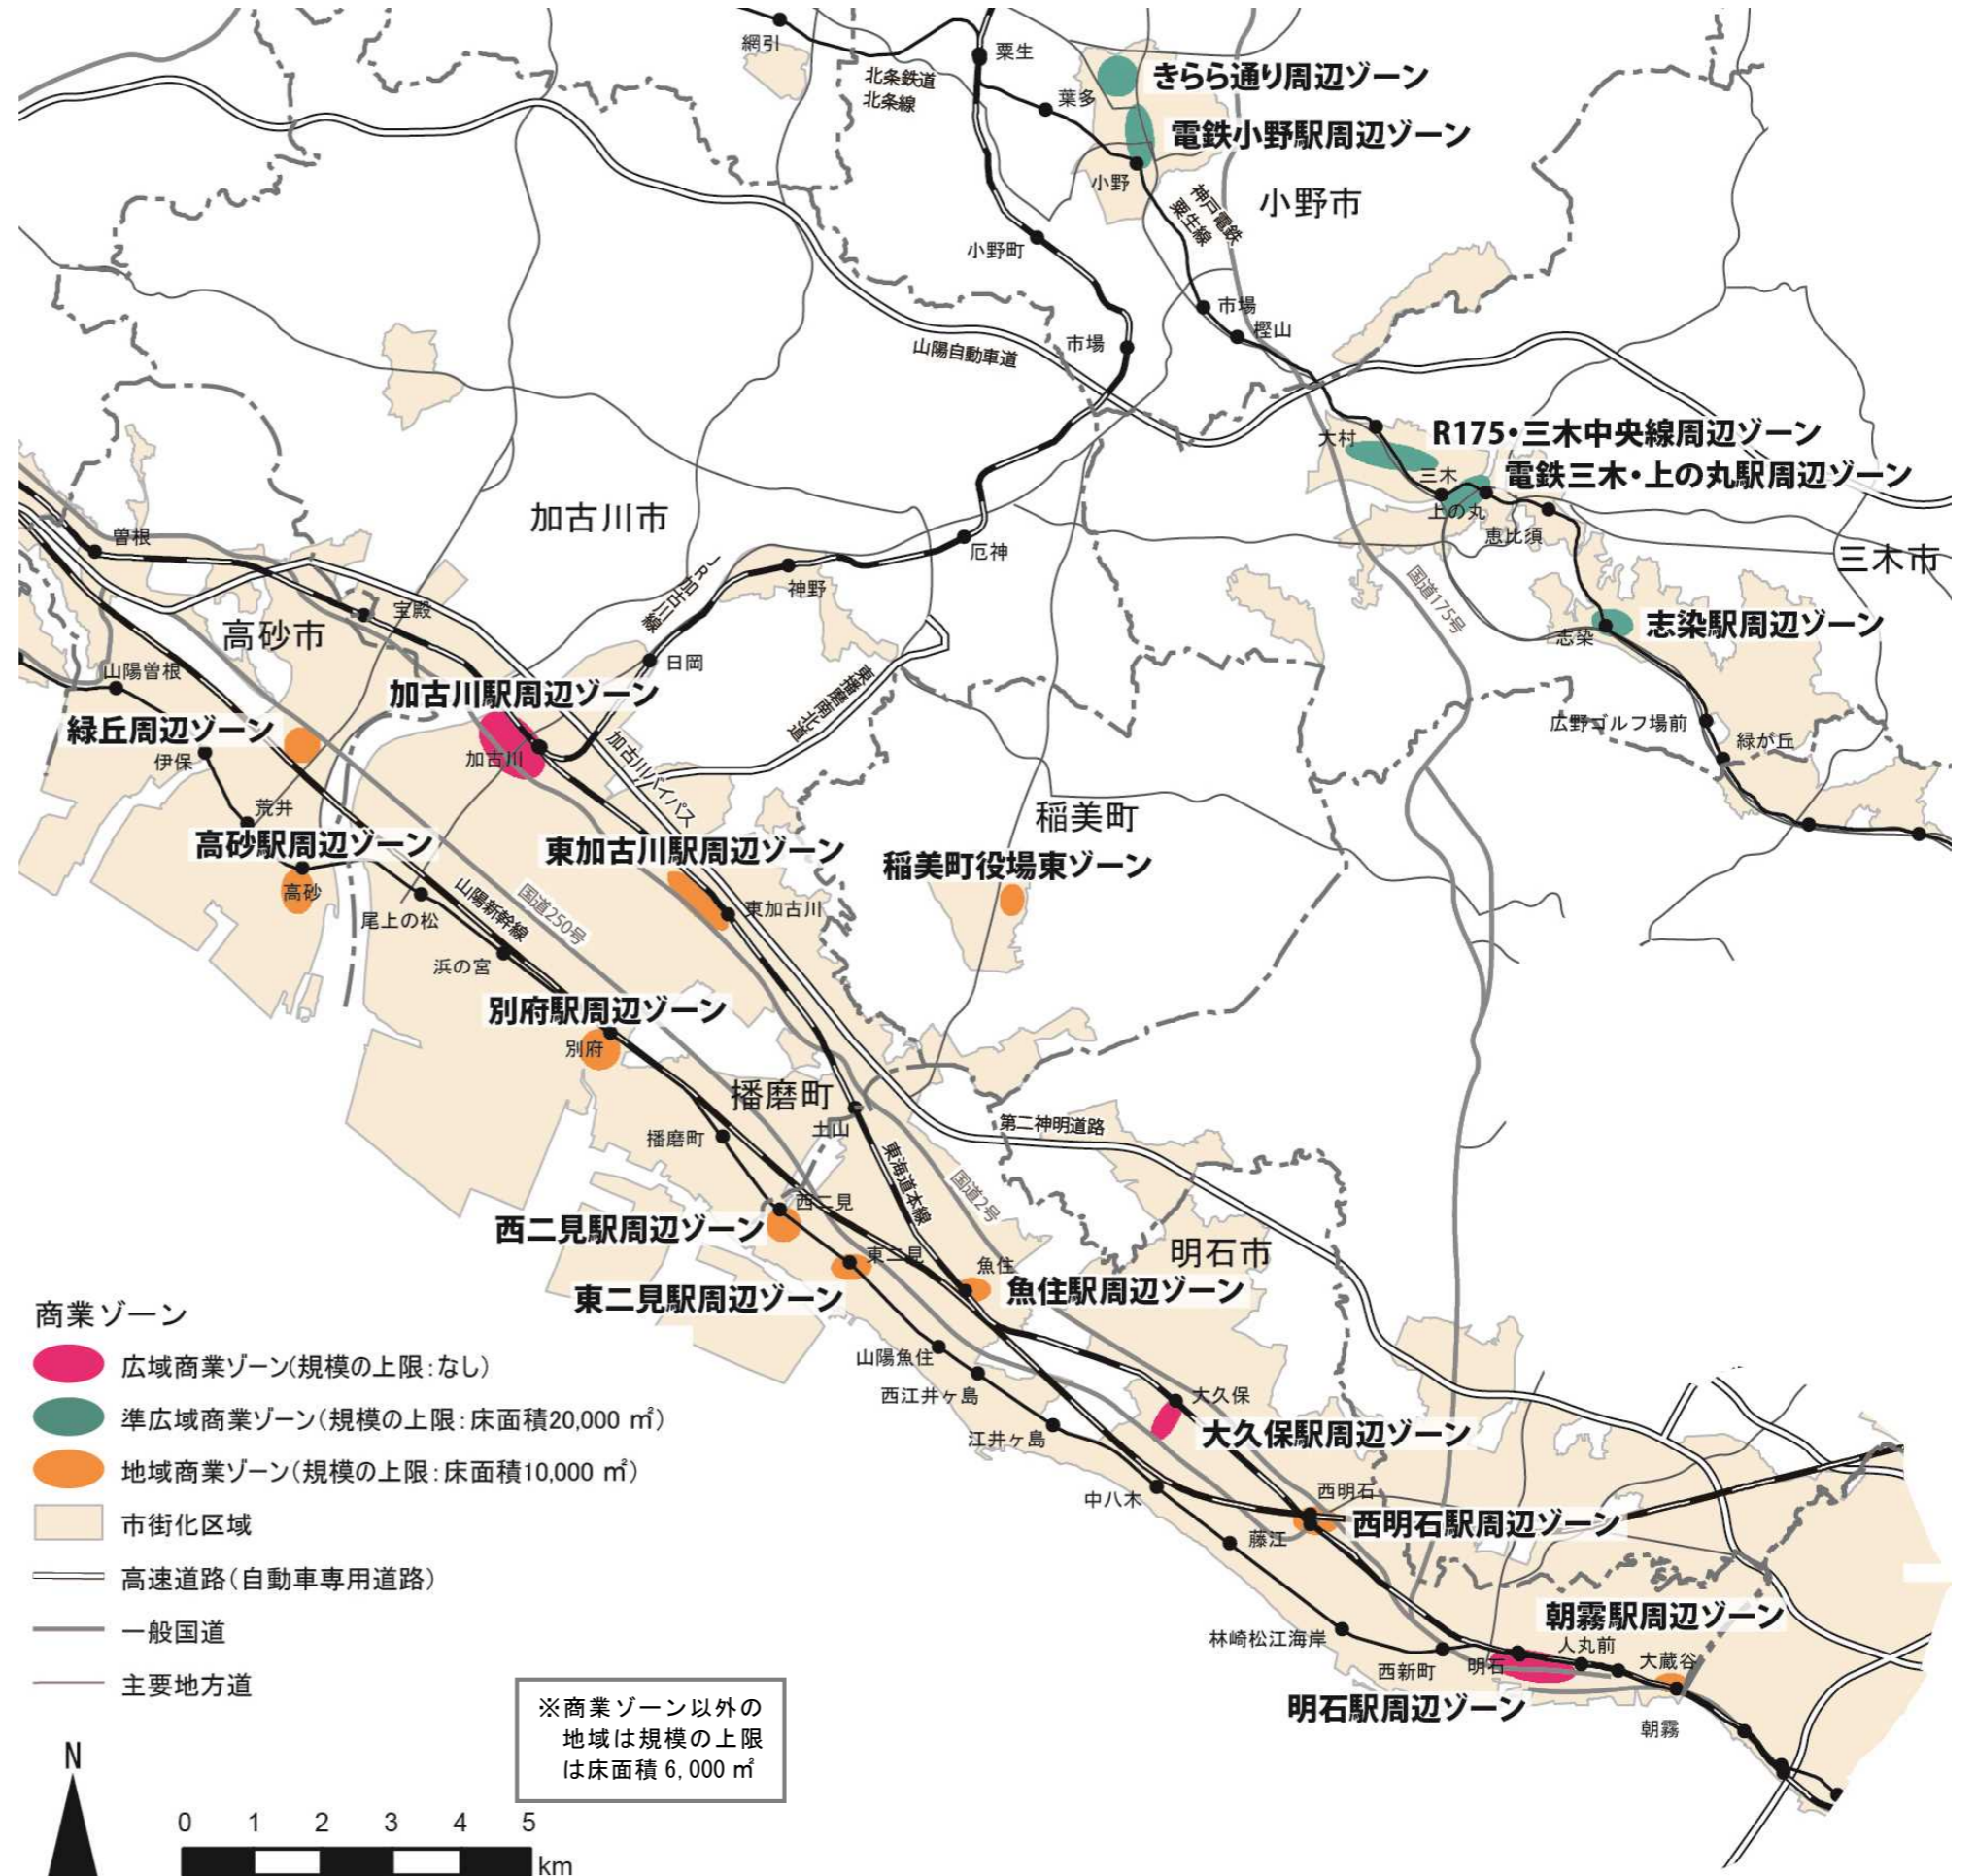 網引
粟生
北条鉄道
北条線
葉多
きらら通り周辺ゾーン
電鉄小野駅周辺ゾーン
小野
神戸電鉄
粟生線
小野市
小野町
市場
樫山
市場
山陽自動車道
大村
R175・三木中央線周辺ゾーン
三木
電鉄三木・上の丸駅周辺ゾーン
上の丸
恵比須
三木市
加古川市
曽根
厄神
神野
JR加古川線
国道175号
宝殿
高砂市
志染駅周辺ゾーン
志染
日岡
山陽曽根
加古川駅周辺ゾーン
東播磨南北道
緑丘周辺ゾーン
伊保
加古川
加古川バイパス
広野ゴルフ場前
緑が丘
荒井
稲美町
高砂駅周辺ゾーン
東加古川駅周辺ゾーン
稲美町役場東ゾーン
高砂
尾上の松
山陽新幹線
国道250号
東加古川
浜の宮
別府駅周辺ゾーン
別府
播磨町
土山
播磨町
第二神明道路
東海道本線
国道2号
西二見
西二見駅周辺ゾーン
東二見
魚住
明石市
東二見駅周辺ゾーン
魚住駅周辺ゾーン
山陽魚住
西江井ヶ島
大久保
江井ヶ島
大久保駅周辺ゾーン
中八木
西明石
西明石駅周辺ゾーン
藤江
朝霧駅周辺ゾーン
林崎松江海岸
西新町
明石
人丸前
大蔵谷
明石駅周辺ゾーン
朝霧
商業ゾーン
広域商業ゾーン(規模の上限:なし)
準広域商業ゾーン(規模の上限:床面積20,000 ㎡)
地域商業ゾーン(規模の上限:床面積10,000 ㎡)
市街化区域
高速道路(自動車専用道路)
一般国道
主要地方道
※商業ゾーン以外の
地域は規模の上限
は床面積 6,000 ㎡
N
0 1 2 3 4 5
km